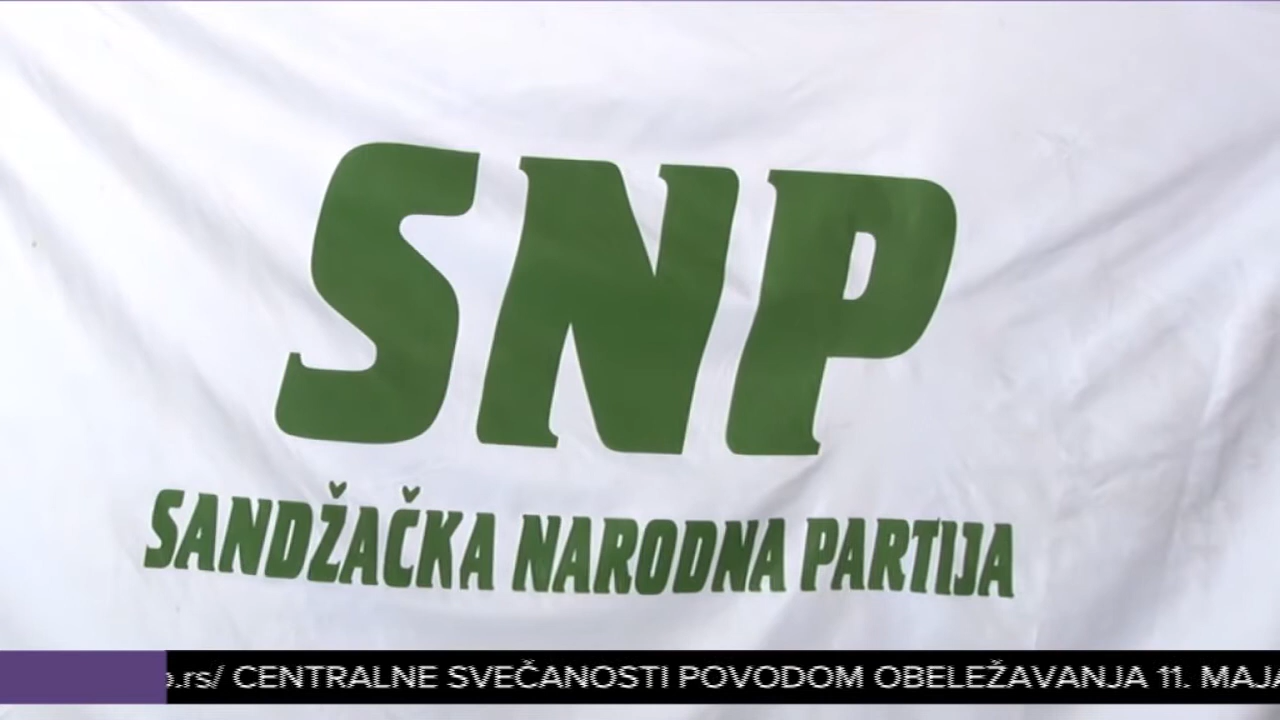 SNP
SANDŽAČKA NARODNA PARTIJA
.rs/ CENTRALNE SVEČANOSTI POVODOM OBELEŽAVANJA 11. MAJA